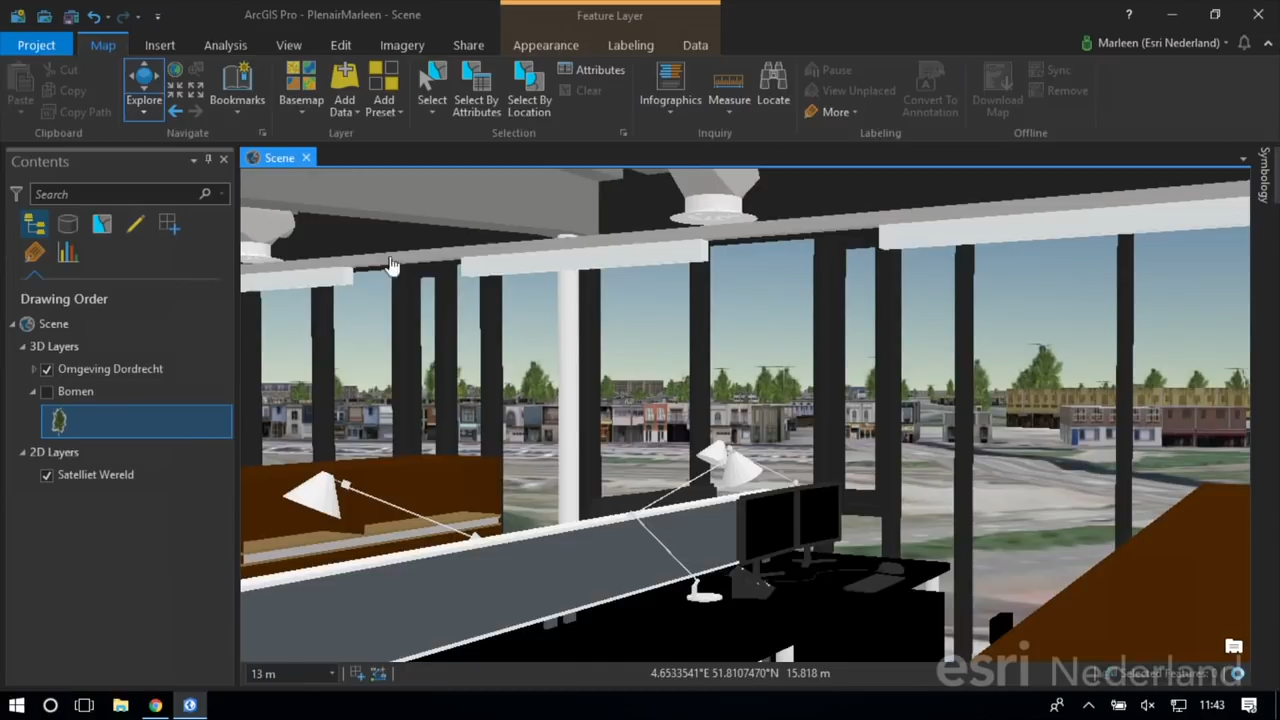 ArcGIS Pro - PlenairMarleen - Scene
Feature Layer
?
Project
Map
Insert
Analysis
View
Edit
Imagery
Share
Appearance
Labeling
Data
Marleen (Esri Nederland)
Paste
Cut
Copy
Copy Path
Clipboard
Explore
Bookmarks
Navigate
Basemap
Add Data
Add Preset
Layer
Select
Select By Attributes
Select By Location
Attributes
Clear
Selection
Infographics
Measure
Locate
Inquiry
Pause
View Unplaced
More
Convert To Annotation
Labeling
Download Map
Sync
Remove
Offline
Contents
Search
Drawing Order
Scene
3D Layers
Omgeving Dordrecht
Bomen
2D Layers
Satelliet Wereld
Scene
Symbology
13 m
4.6533541°E 51.8107470°N 15.818 m
Selected Features: 0
esri Nederland
11:43